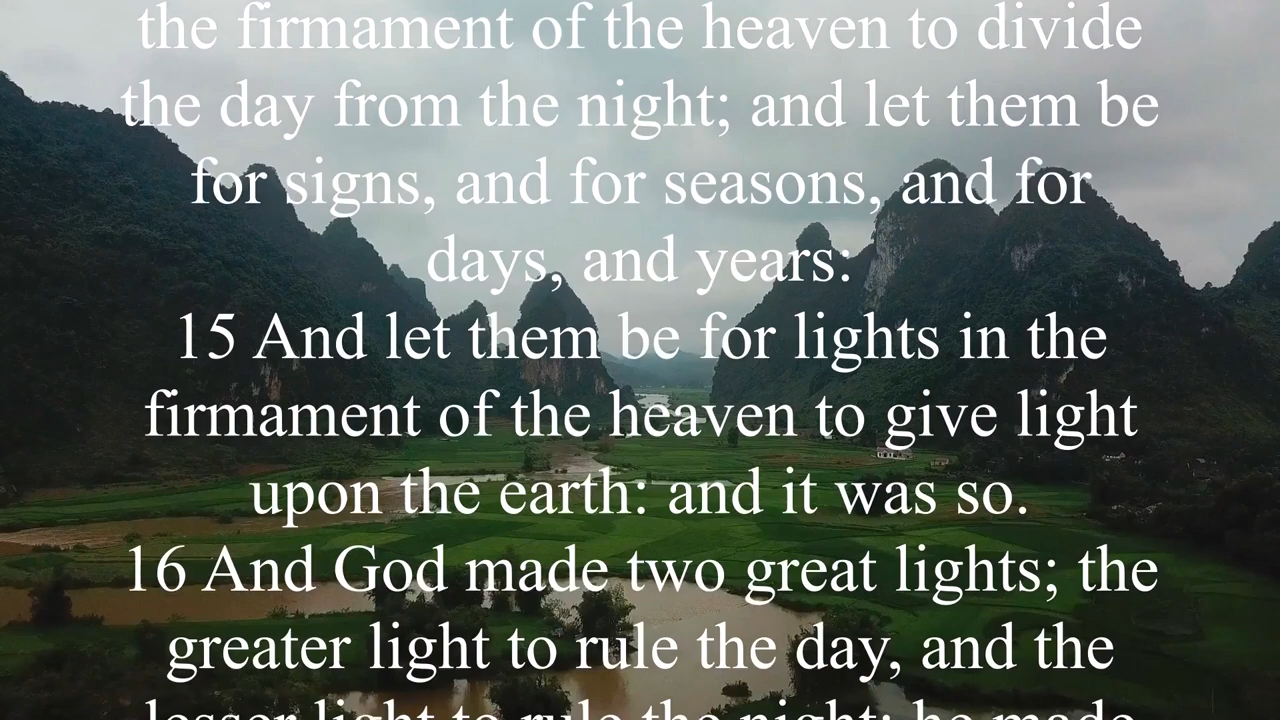 the firmament of the heaven to divide
the day from the night; and let them be
for signs, and for seasons, and for
days, and years:
15 And let them be for lights in the
firmament of the heaven to give light
upon the earth: and it was so.
16 And God made two great lights; the
greater light to rule the day, and the
lesser light to rule the night: he made